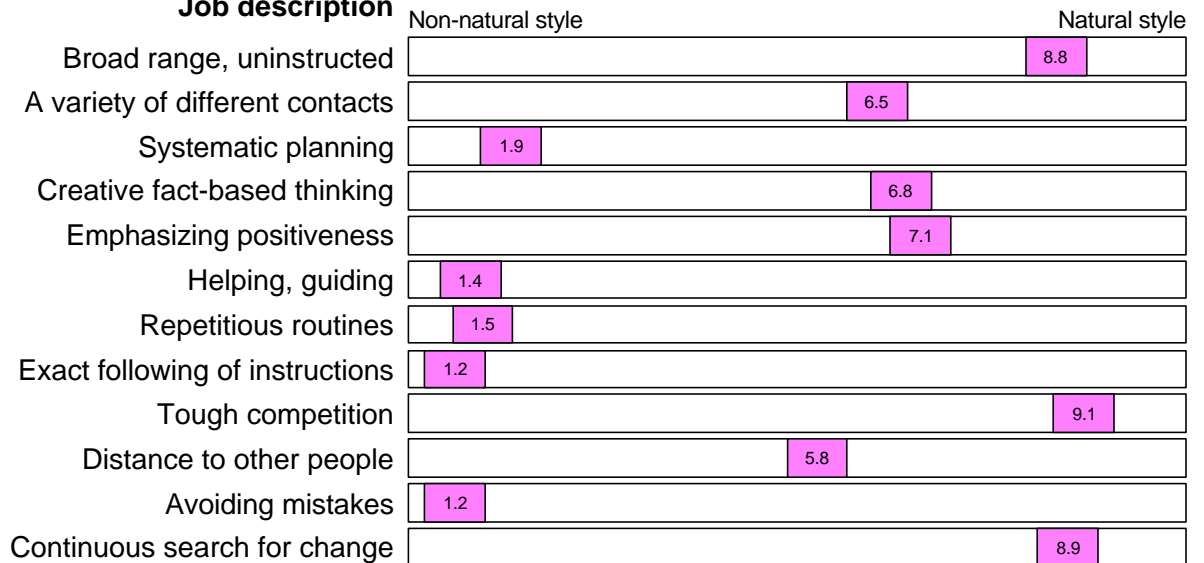 Job description Non-natural style Natural style
Broad range, uninstructed 8.8
A variety of different contacts 6.5
Systematic planning 1.9
Creative fact-based thinking 6.8
Emphasizing positiveness 7.1
Helping, guiding 1.4
Repetitious routines 1.5
Exact following of instructions 1.2
Tough competition 9.1
Distance to other people 5.8
Avoiding mistakes 1.2
Continuous search for change 8.9